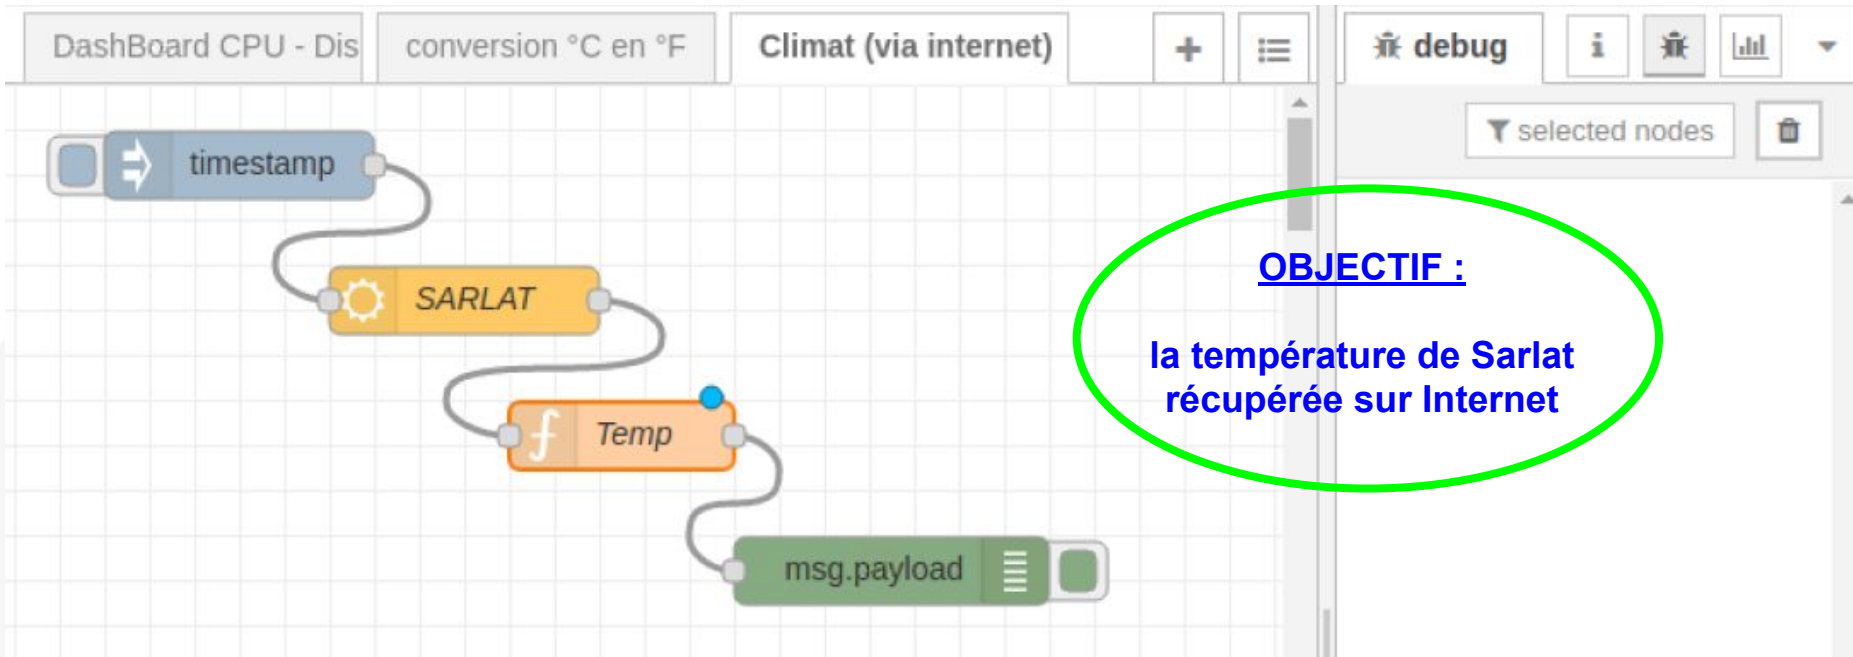 DashBoard CPU - Dis
conversion °C en °F
Climat (via internet)
debug
selected nodes
timestamp
SARLAT
Temp
msg.payload
OBJECTIF :
la température de Sarlat
récupérée sur Internet